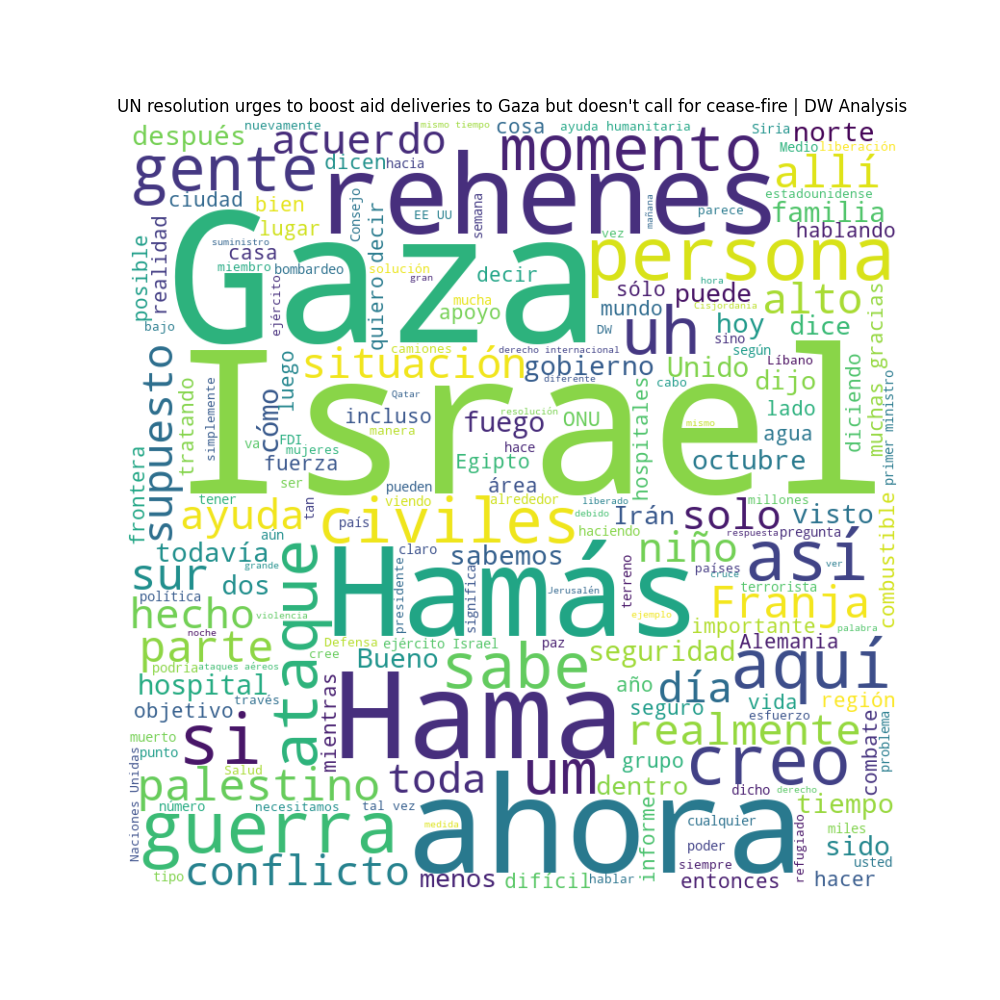 UN resolution urges to boost aid deliveries to Gaza but doesn't call for cease-fire | DW Analysis
después
nuevamente
acuerdo
mismo tiempo
cosa
ayuda humanitaria
Siria
norte
gente
dicen
hacia
momento
Medio
liberación
allí
ciudad
bien
Consejo
EE UU
rehenes
semana
mañana
parece
estadounidense
familia
lugar
decir
hablando
realidad
posible
suministro
casa
Gaza
vez
persona
miembro
bombardeo
solución
gran
decir
hora
ejército
quiero
mucha
apoyo
sólo
puede
Cisjordania
alto
gracias
bajo
mundo
uh
hoy
dice
DW
sino
camiones
derecho internacional
según
situación
gobierno
Líbano
supuesto
luego
diferente
Unido
dijo
diciendo
muchas
cabo
tratando
simplemente
cómo
Qatar
Israel
primer ministro
incluso
manera
fuego
resolución
ONU
hospitales
lado
mismo
agua
va
FDI
mujeres
hace
fuerza
Egipto
octubre
frontera
ser
pueden
área
tener
tan
viendo
alrededor
liberado
millones
ayuda
civiles
debido
Irán
solo
visto
combustible
aún
país
haciendo
respuesta
pregunta
todavía
claro
sabemos
niño
así
grande
ver
sur
dos
ataque
Hamás
países
cruce
presidente
significa
terreno
Jerusalén
terrorista
política
Franja
hecho
violencia
ejemplo
importante
palabra
noche
Defensa
ejército Israel
paz
Alemania
parte
cree
Bueno
sabe
seguridad
aquí
podría
ataques aéreos
hospital
año
día
objetivo
través
mientras
Hama
seguro
vida
región
esfuerzo
si
realmente
combate
problema
muerto
punto
Salud
grupo
creo
Naciones Unidas
palestino
toda
um
dentro
dicho
derecho
número
necesitamos
tal vez
ahora
informe
tiempo
guerra
medida
cualquier
miles
refugiado
poder
sido
conflicto
siempre
usted
tipo
menos
difícil
hablar
entonces
hacer